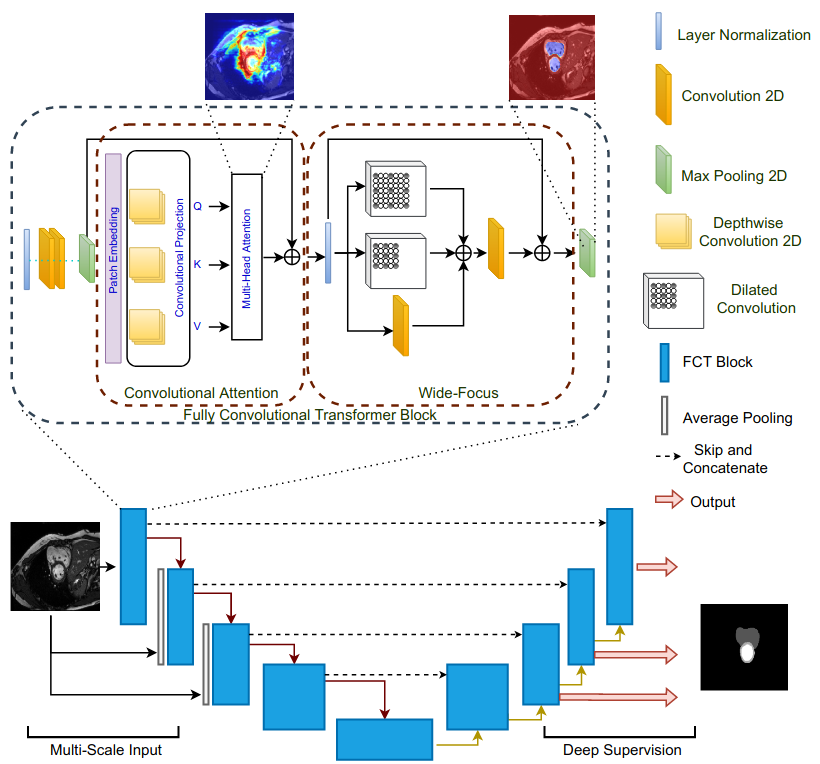 Layer Normalization
Convolution 2D
Max Pooling 2D
Depthwise
Convolution 2D
Dilated
Convolution
FCT Block
Average Pooling
Skip and
Concatenate
Output
Patch Embedding
Convolutional Projection
Q
K
V
Multi-Head Attention
Convolutional Attention
Wide-Focus
Fully Convolutional Transformer Block
Multi-Scale Input
Deep Supervision